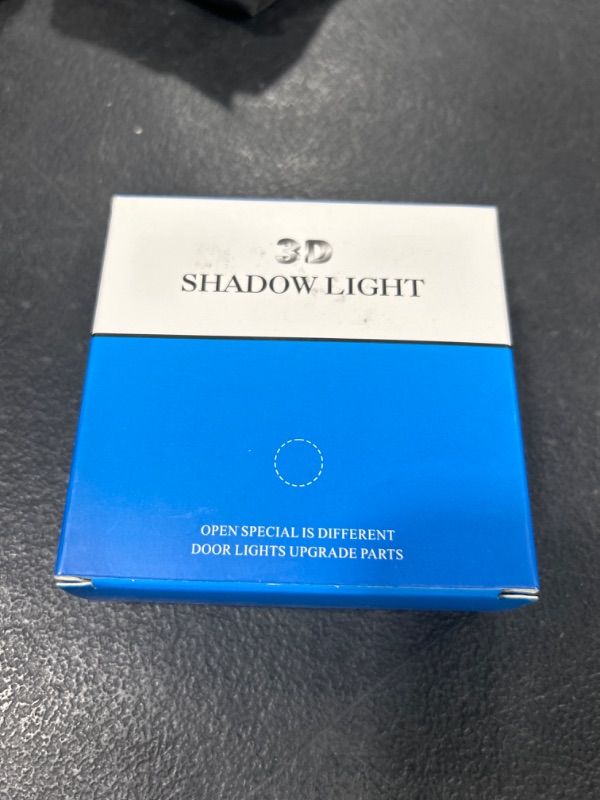 3D
SHADOW LIGHT
OPEN SPECIAL IS DIFFERENT
DOOR LIGHTS UPGRADE PARTS